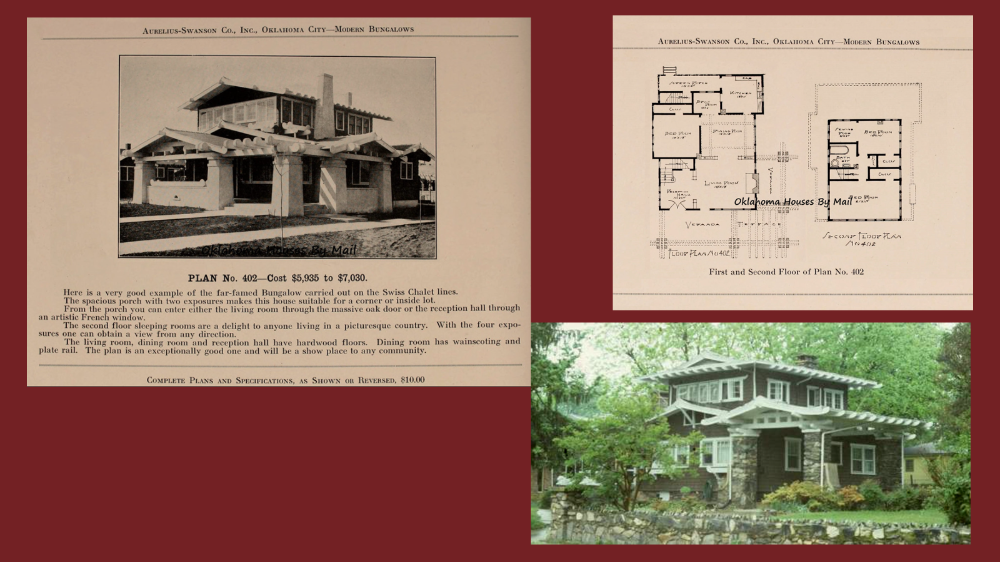 AURELIUS-SWANSON CO., INC., OKLAHOMA CITY—MODERN BUNGALOWS
Oklahoma Houses By Mail
PLAN No. 402—Cost $5,935 to $7,030.
Here is a very good example of the far-famed Bungalow carried out on the Swiss Chalet lines.
The spacious porch with two exposures makes this house suitable for a corner or inside lot.
From the porch you can enter either the living room through the massive oak door or the reception hall through
an artistic French window.
The second floor sleeping rooms are a delight to anyone living in a picturesque country. With the four expo-
sures one can obtain a view from any direction.
The living room, dining room and reception hall have hardwood floors. Dining room has wainscoting and
plate rail. The plan is an exceptionally good one and will be a show place to any community.
COMPLETE PLANS AND SPECIFICATIONS, AS SHOWN OR REVERSED, $10.00
AURELIUS-SWANSON CO., INC., OKLAHOMA CITY—MODERN BUNGALOWS
SCREEN PORCH
KITCHEN
CLOS
BED ROOM
DINING ROOM
LIVING ROOM
RECEPTION
HALL
VERANDA TERRACE
FLOOR PLAN No 402.
SEWING
ROOM
BED ROOM
BATH
CLOS
CLOS
BED ROOM
Oklahoma Houses By Mail
SECOND FLOOR PLAN
No 402
First and Second Floor of Plan No. 402